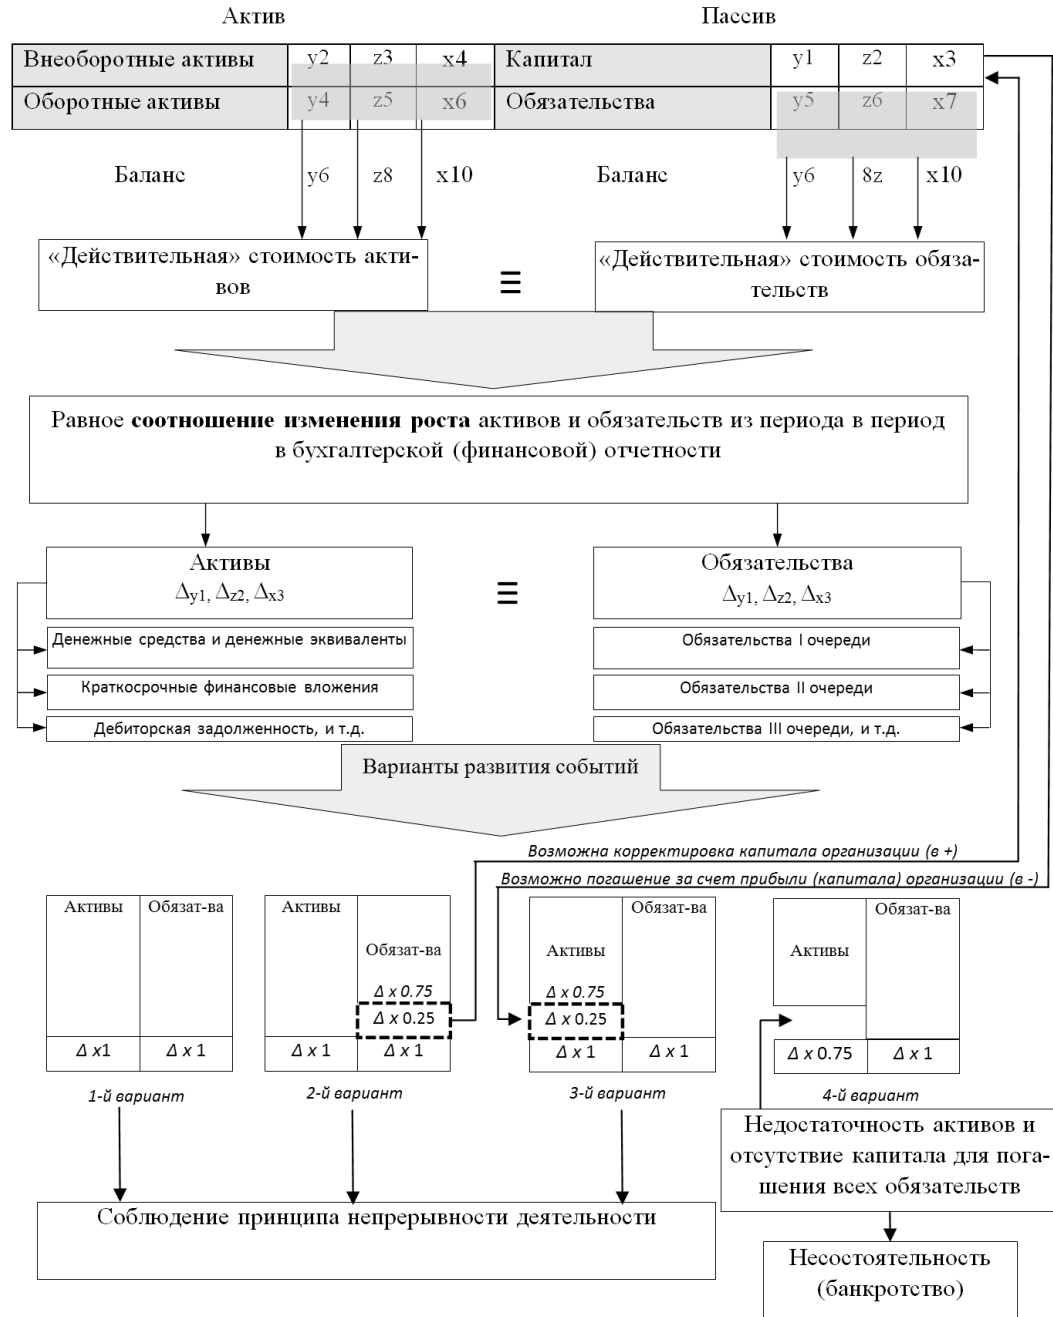 Актив Пассив
Внеоборотные активы y2 z3 x4 Капитал y1 z2 x3
Оборотные активы y4 z5 x6 Обязательства y5 z6 x7
Баланс y6 z8 x10 Баланс y6 8z x10
«Действительная» стоимость акти-
вов
≡
«Действительная» стоимость обяза-
тельств
Равное соотношение изменения роста активов и обязательств из периода в период
в бухгалтерской (финансовой) отчетности
Активы
Δy1, Δz2, Δx3
≡
Обязательства
Δy1, Δz2, Δx3
Денежные средства и денежные эквиваленты
Краткосрочные финансовые вложения
Дебиторская задолженность, и т.д.
Обязательства I очереди
Обязательства II очереди
Обязательства III очереди, и т.д.
Варианты развития событий
Возможна корректировка капитала организации (в +)
Возможно погашение за счет прибыли (капитала) организации (в -)
Активы Обязат-ва
Δ x1 Δ x 1
1-й вариант
Активы
Обязат-ва
Δ x 0.75
Δ x 0.25
Δ x 1 Δ x 1
2-й вариант
Обязат-ва
Активы
Δ x 0.75
Δ x 0.25
Δ x 1 Δ x 1
3-й вариант
Обязат-ва
Активы
Δ x 0.75 Δ x 1
4-й вариант
Недостаточность активов и
отсутствие капитала для пога-
шения всех обязательств
Соблюдение принципа непрерывности деятельности
Несостоятельность
(банкротство)